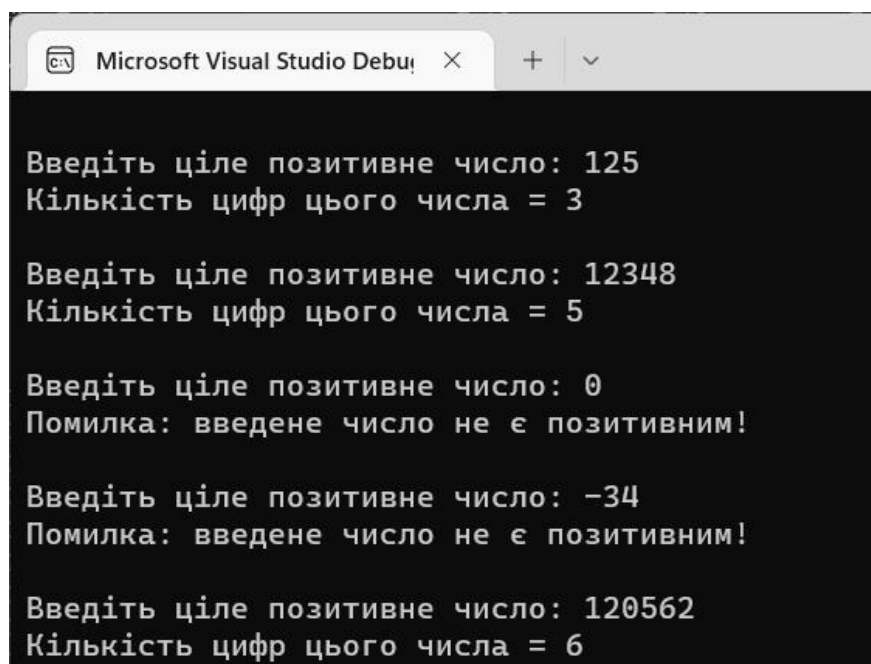 Microsoft Visual Studio Debu
Введіть ціле позитивне число: 125
Кількість цифр цього числа = 3
Введіть ціле позитивне число: 12348
Кількість цифр цього числа = 5
Введіть ціле позитивне число: 0
Помилка: введене число не є позитивним!
Введіть ціле позитивне число: -34
Помилка: введене число не є позитивним!
Введіть ціле позитивне число: 120562
Кількість цифр цього числа = 6